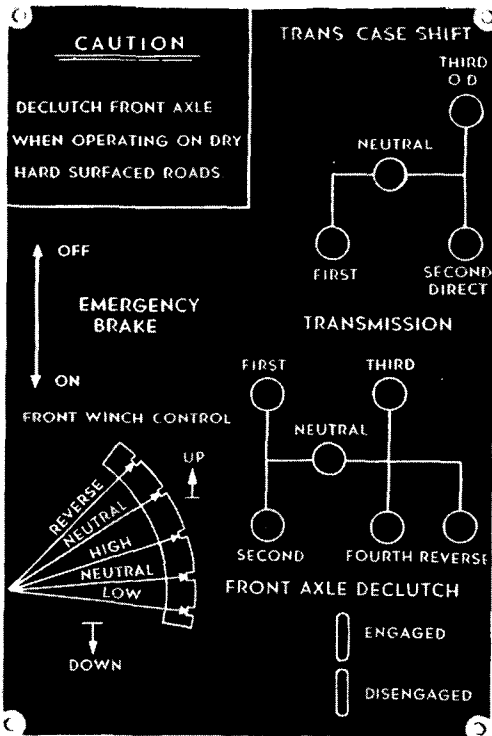 CAUTION
DECLUTCH FRONT AXLE
WHEN OPERATING ON DRY
HARD SURFACED ROADS
TRANS CASE SHIFT
THIRD
O D
NEUTRAL
FIRST
SECOND
DIRECT
OFF
EMERGENCY
BRAKE
ON
TRANSMISSION
FIRST
THIRD
NEUTRAL
SECOND
FOURTH
REVERSE
FRONT WINCH CONTROL
UP
REVERSE
NEUTRAL
HIGH
NEUTRAL
LOW
DOWN
FRONT AXLE DECLUTCH
ENGAGED
DISENGAGED